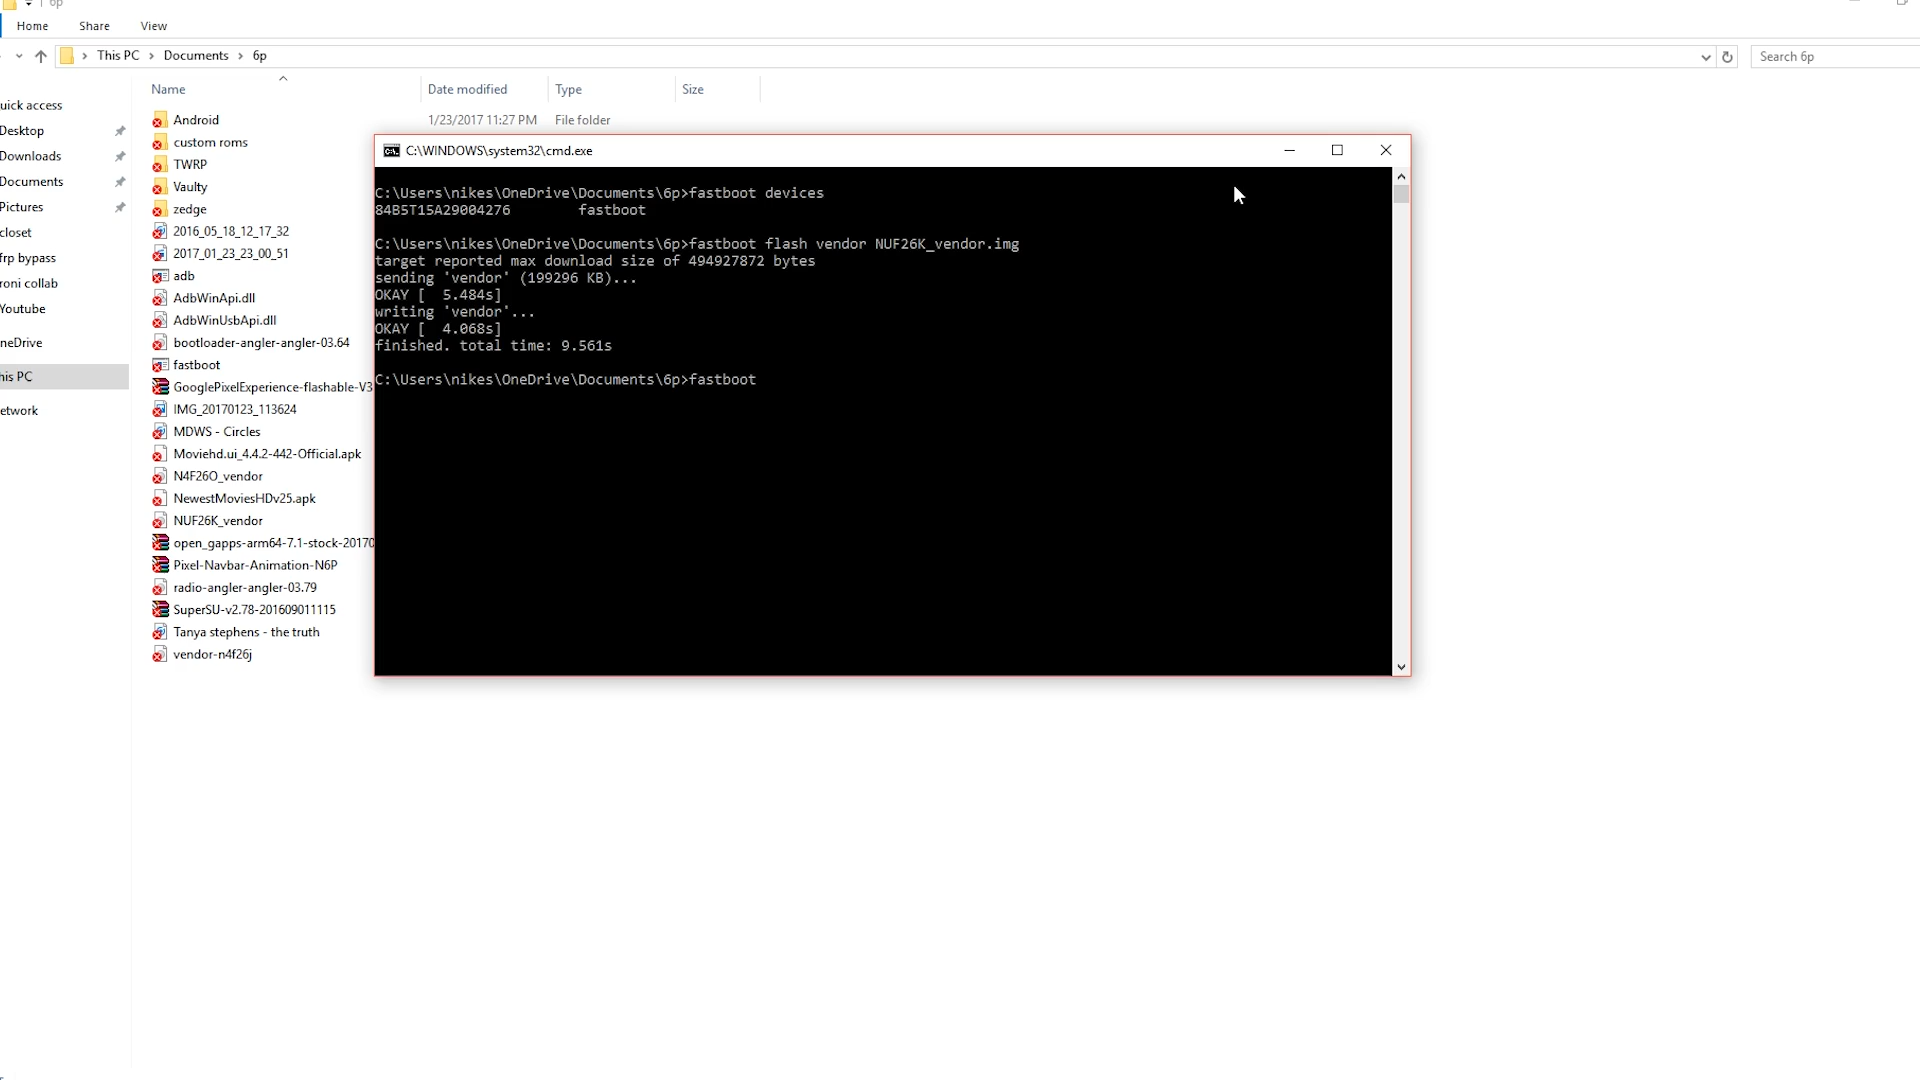 6p
Home Share View
This PC Documents 6p
Search 6p
Name Date modified Type Size
uick access
Desktop
Downloads
Documents
Pictures
closet
frp bypass
roni collab
Youtube
neDrive
his PC
etwork
Android 1/23/2017 11:27 PM File folder
custom roms
TWRP
Vaulty
zedge
2016_05_18_12_17_32
2017_01_23_23_00_51
adb
AdbWinApi.dll
AdbWinUsbApi.dll
bootloader-angler-angler-03.64
fastboot
GooglePixelExperience-flashable-V3
IMG_20170123_113624
MDWS - Circles
Moviehd.ui_4.4.2-442-Official.apk
N4F26O_vendor
NewestMoviesHDv25.apk
NUF26K_vendor
open_gapps-arm64-7.1-stock-20170
Pixel-Navbar-Animation-N6P
radio-angler-angler-03.79
SuperSU-v2.78-201609011115
Tanya stephens - the truth
vendor-n4f26j
C:\WINDOWS\system32\cmd.exe
C:\Users\nikes\OneDrive\Documents\6p>fastboot devices
84B5T15A29004276 fastboot
C:\Users\nikes\OneDrive\Documents\6p>fastboot flash vendor NUF26K_vendor.img
target reported max download size of 494927872 bytes
sending 'vendor' (199296 KB)...
OKAY [ 5.484s]
writing 'vendor'...
OKAY [ 4.068s]
finished. total time: 9.561s
C:\Users\nikes\OneDrive\Documents\6p>fastboot